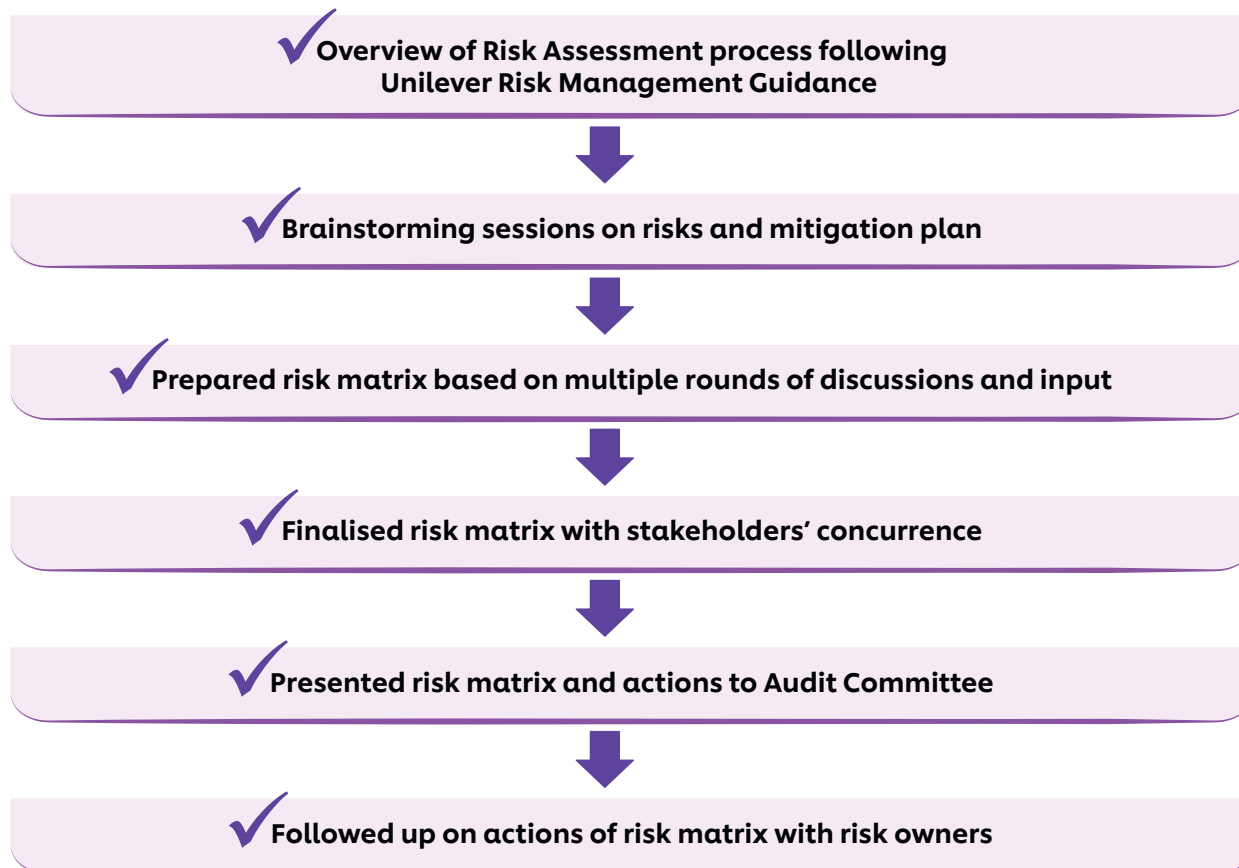 Overview of Risk Assessment process following
Unilever Risk Management Guidance
Brainstorming sessions on risks and mitigation plan
Prepared risk matrix based on multiple rounds of discussions and input
Finalised risk matrix with stakeholders’ concurrence
Presented risk matrix and actions to Audit Committee
Followed up on actions of risk matrix with risk owners